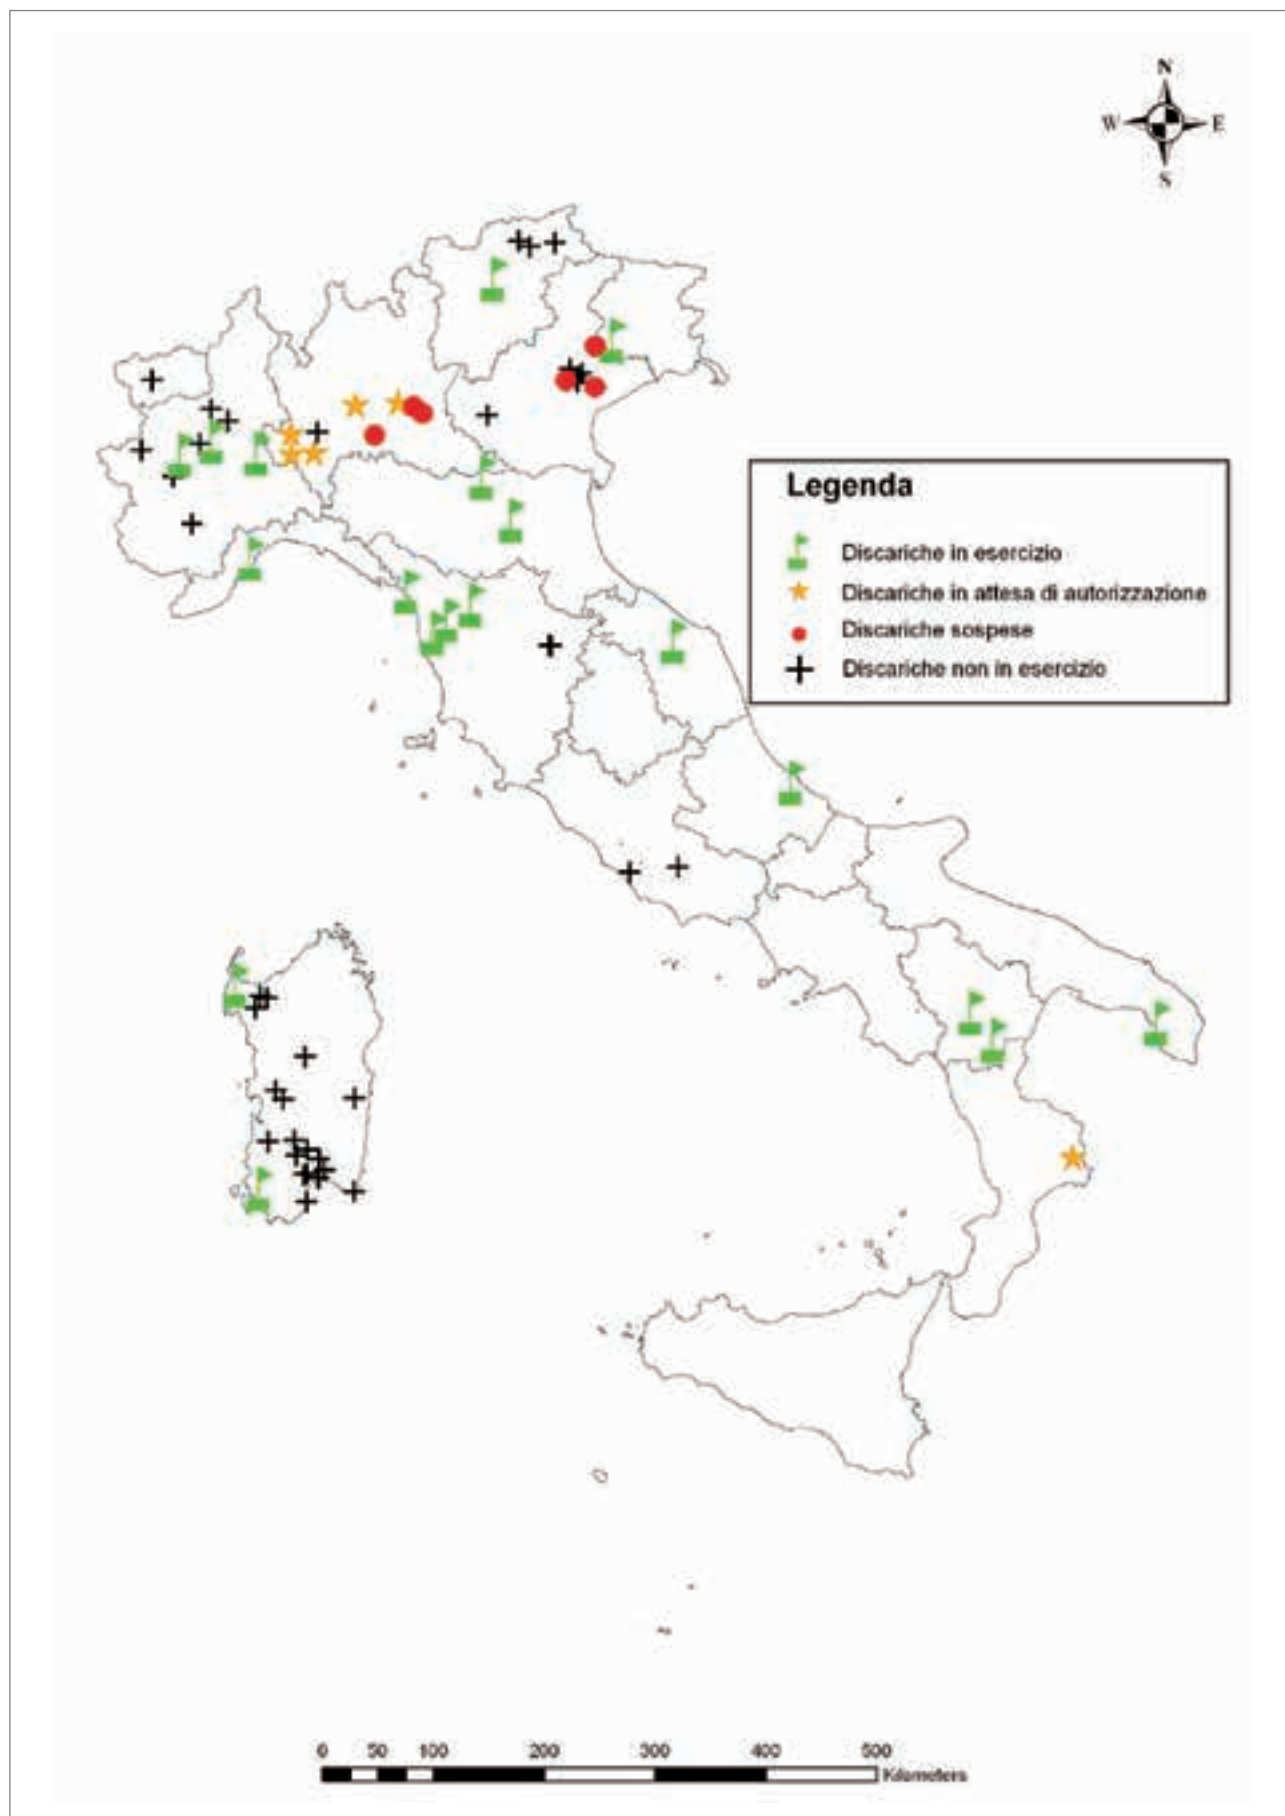 N
W E
S
Legenda
Discariche in esercizio
Discariche in attesa di autorizzazione
Discariche sospese
Discariche non in esercizio
0 50 100 200 300 400 500
Kilometers